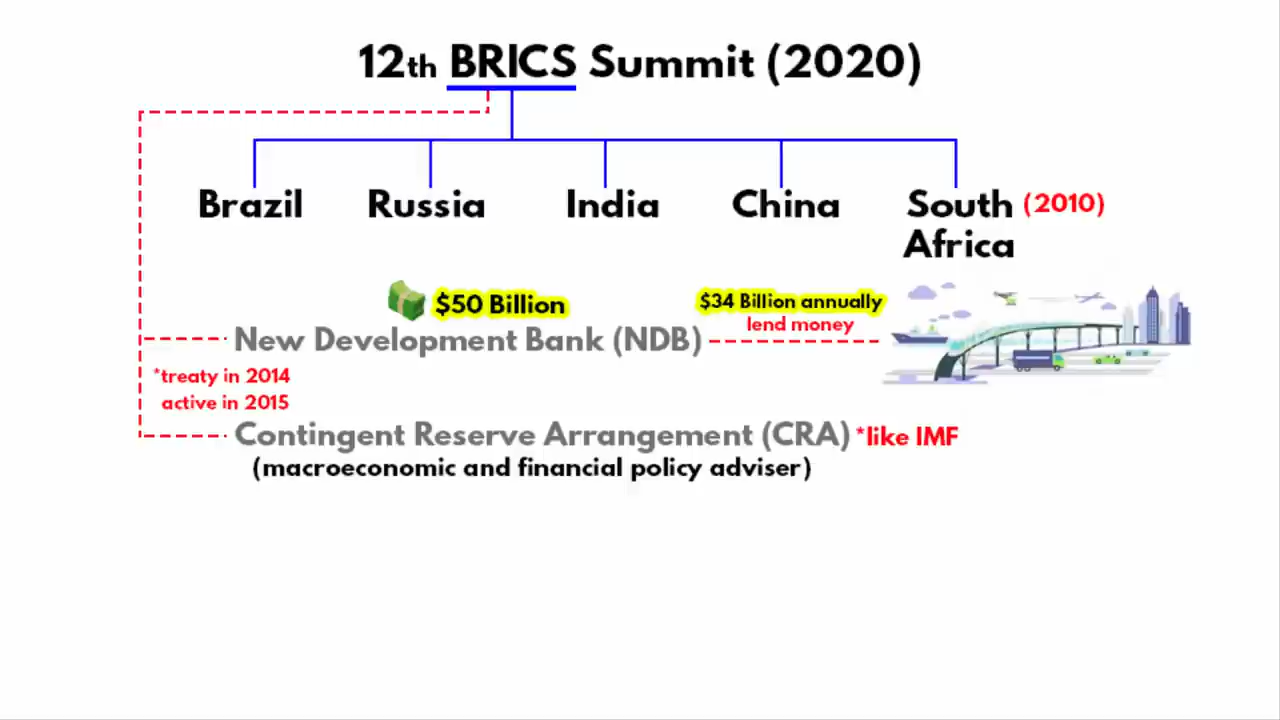 12th BRICS Summit (2020)
Brazil
Russia
India
China
South (2010)
Africa
$50 Billion
$34 Billion annually
lend money
New Development Bank (NDB)
*treaty in 2014
active in 2015
Contingent Reserve Arrangement (CRA) *like IMF
(macroeconomic and financial policy adviser)